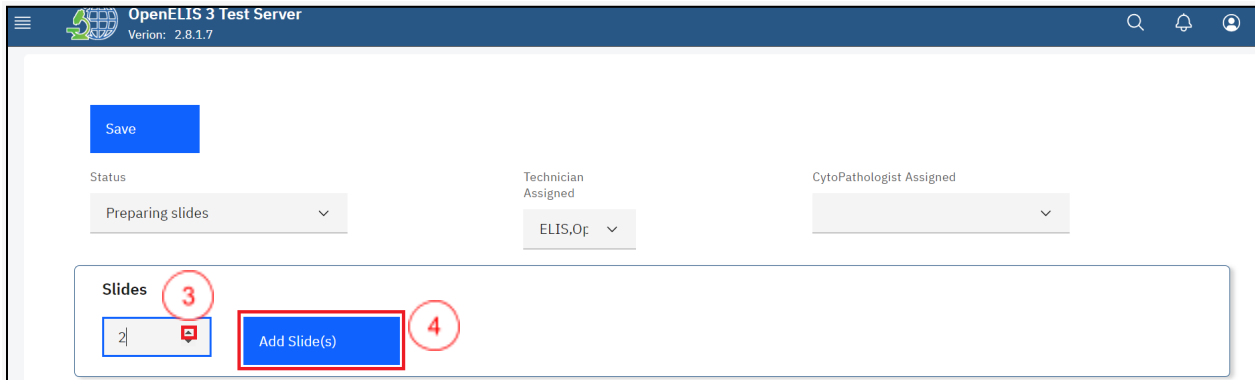 OpenELIS 3 Test Server
Verion: 2.8.1.7
Save
Status
Technician
Assigned
CytoPathologist Assigned
Preparing slides
ELIS,Op
Slides
3
2
Add Slide(s)
4